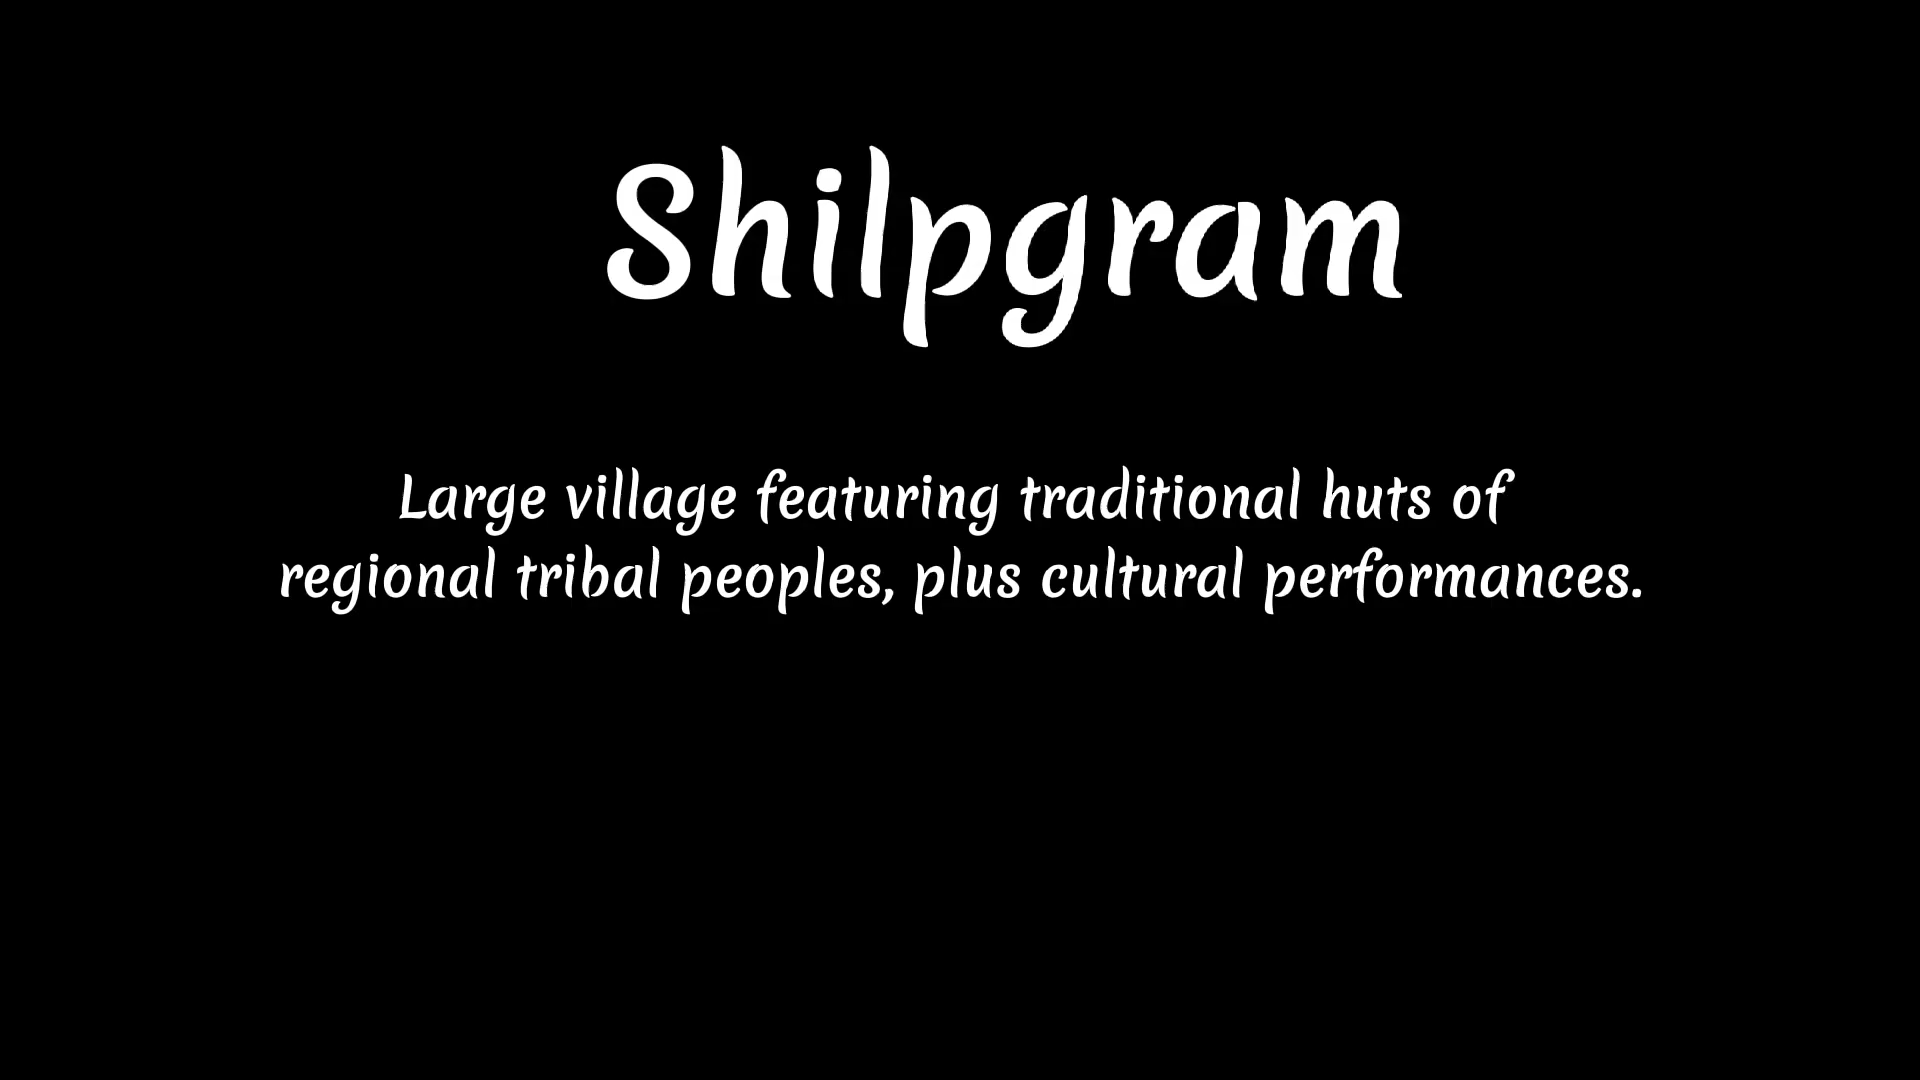 Shilpgram
Large village featuring traditional huts of
regional tribal peoples, plus cultural performances.